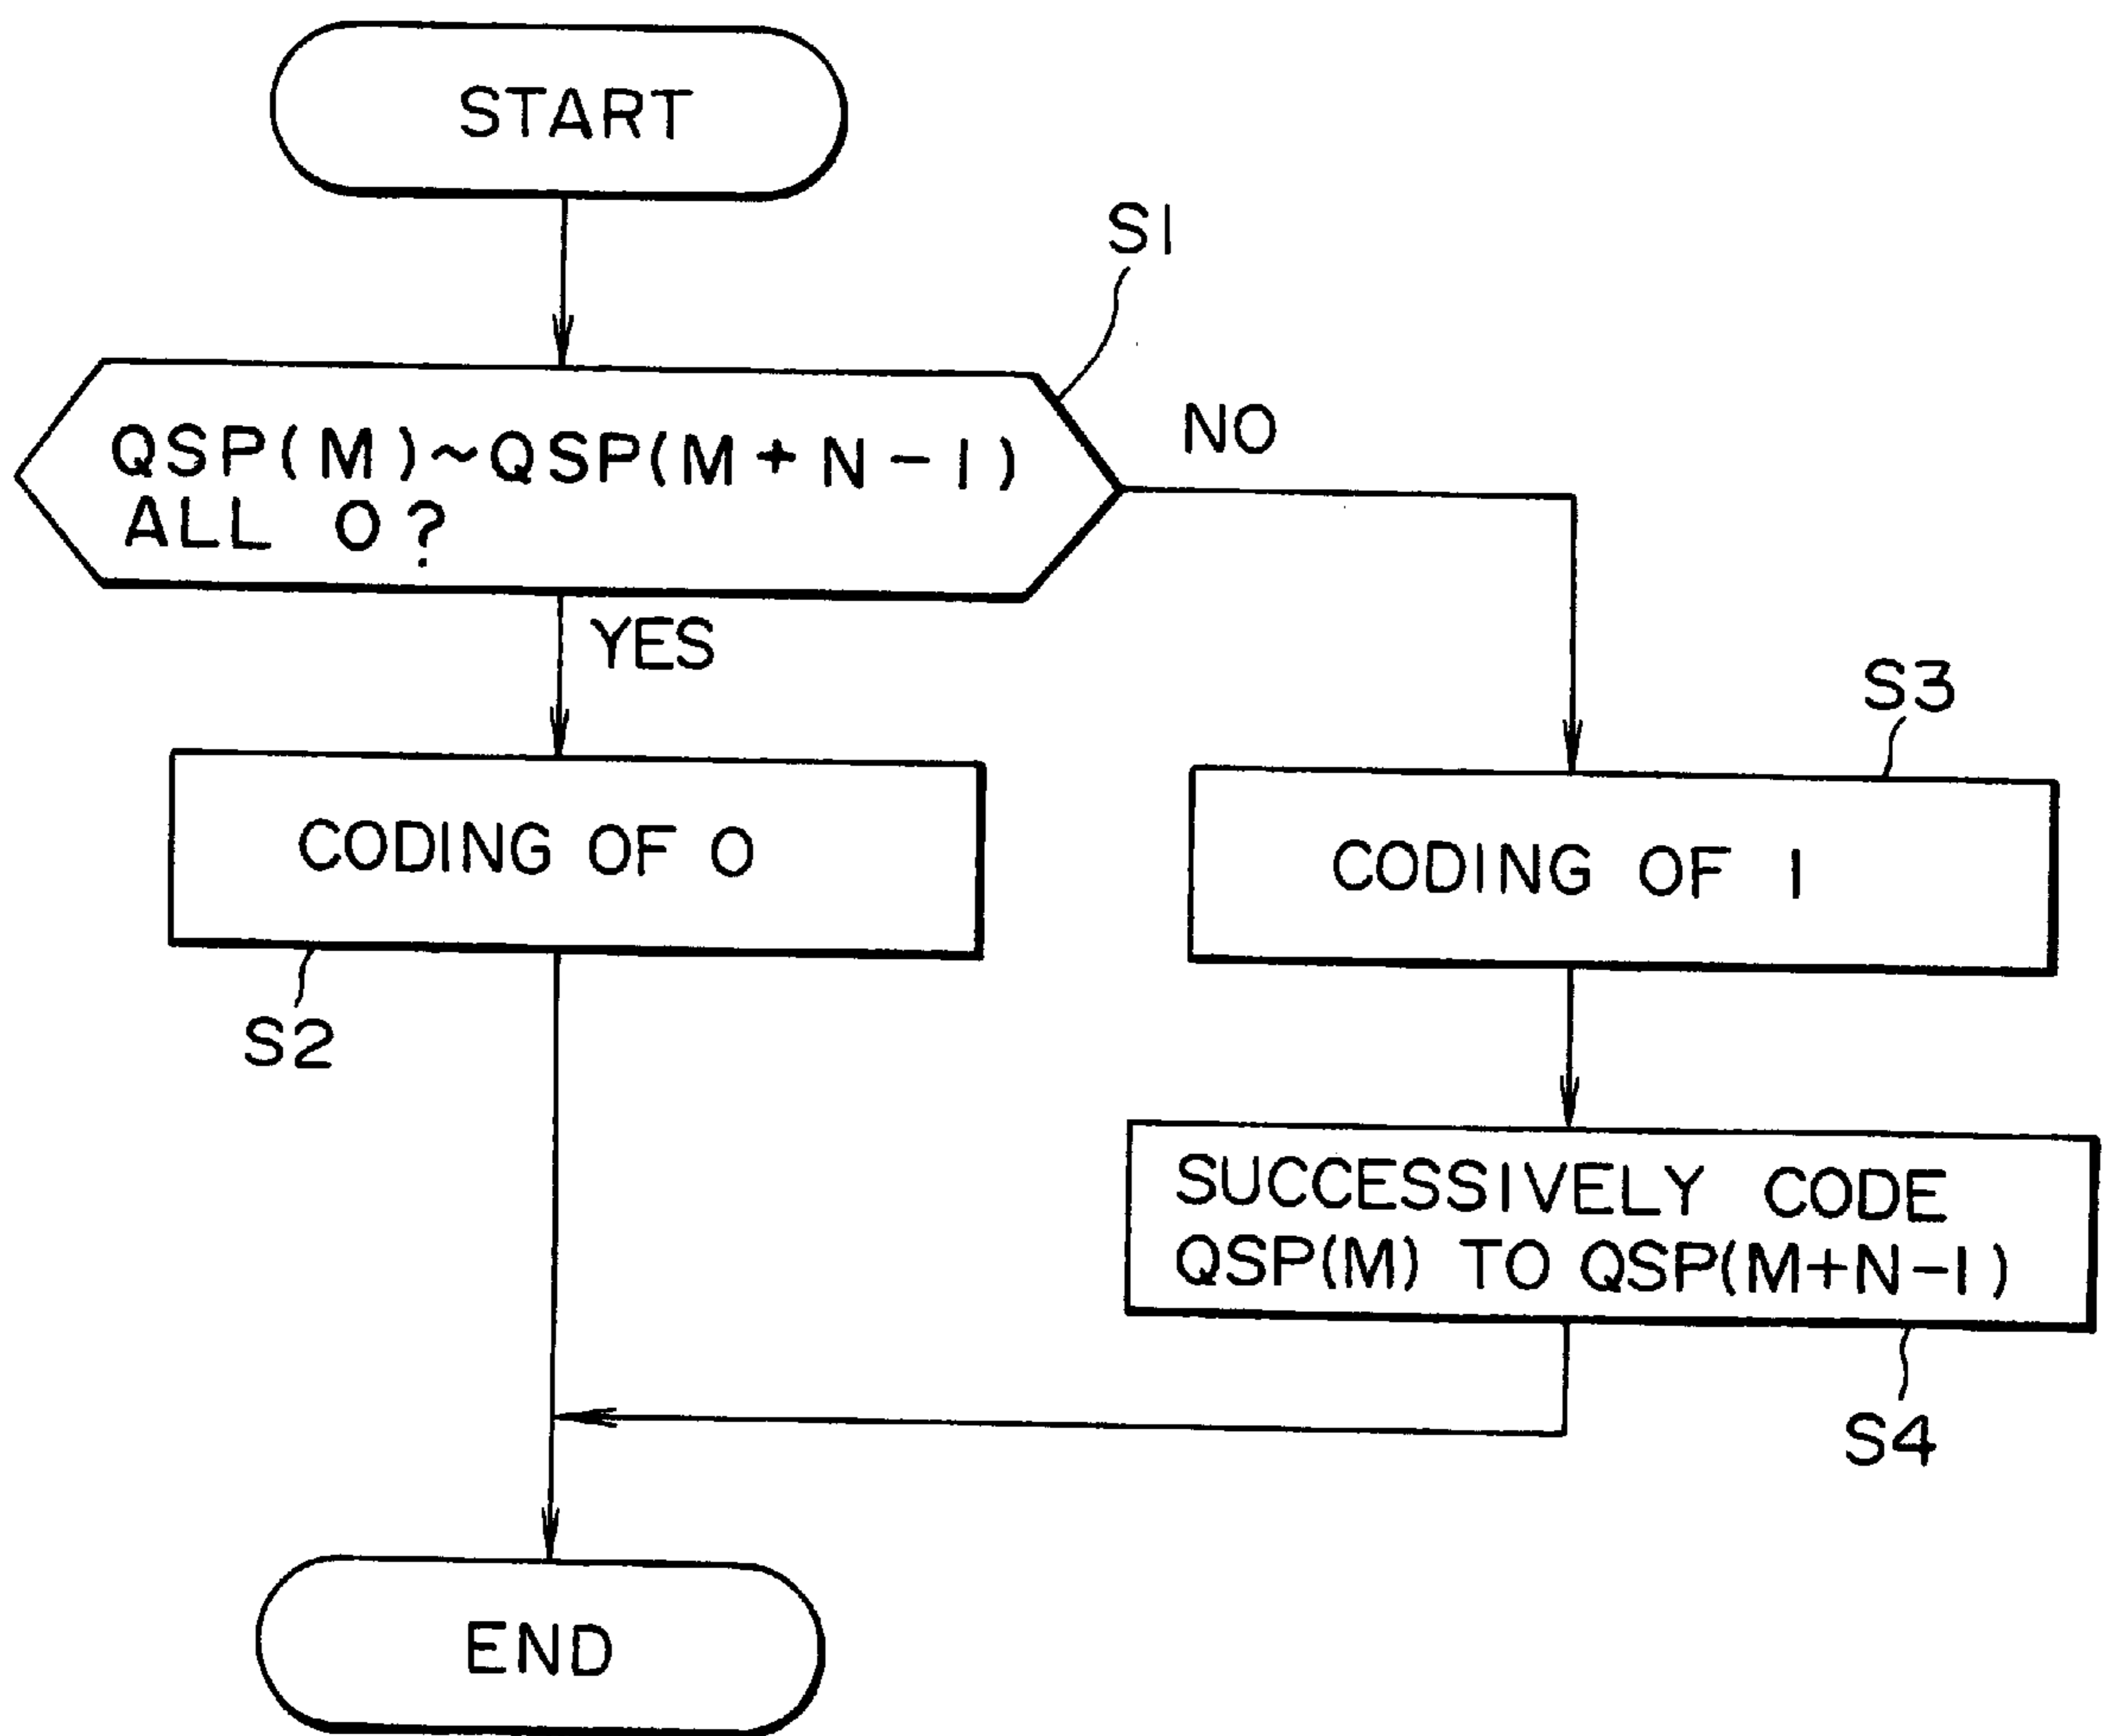 START
S1
QSP(M)~QSP(M+N-1)
ALL 0?
NO
YES
S3
CODING OF 0
CODING OF 1
S2
SUCCESSIVELY CODE
QSP(M) TO QSP(M+N-1)
S4
END